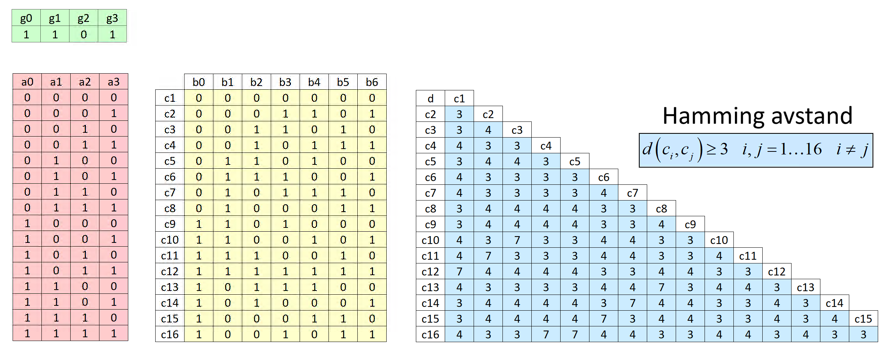 g0 g1 g2 g3
1 1 0 1
a0 a1 a2 a3
0 0 0 0
0 0 0 1
0 0 1 0
0 0 1 1
0 1 0 0
0 1 0 1
0 1 1 0
0 1 1 1
1 0 0 0
1 0 0 1
1 0 1 0
1 0 1 1
1 1 0 0
1 1 0 1
1 1 1 0
1 1 1 1
b0 b1 b2 b3 b4 b5 b6
c1 0 0 0 0 0 0 0
c2 0 0 0 1 1 0 1
c3 0 0 1 1 0 1 0
c4 0 0 1 0 1 1 1
c5 0 1 1 0 1 0 0
c6 0 1 1 1 0 0 1
c7 0 1 0 1 1 1 0
c8 0 1 0 0 0 1 1
c9 1 1 0 1 0 0 0
c10 1 1 0 0 1 0 1
c11 1 1 1 0 0 1 0
c12 1 1 1 1 1 1 1
c13 1 0 1 1 1 0 0
c14 1 0 1 0 0 0 1
c15 1 0 0 0 1 1 0
c16 1 0 0 1 0 1 1
d c1
c2 3 c2
c3 3 4 c3
c4 4 3 3 c4
c5 3 4 4 3 c5
c6 4 3 3 3 3 c6
c7 4 3 3 3 3 4 c7
c8 3 4 4 4 4 3 3 c8
c9 3 4 4 4 4 3 3 4 c9
c10 4 3 7 3 3 4 4 3 3 c10
c11 4 7 3 3 3 4 4 3 3 4 c11
c12 7 4 4 4 4 3 3 4 4 3 3 c12
c13 4 3 3 3 3 4 4 7 3 4 4 3 c13
c14 3 4 4 4 4 3 7 4 4 3 3 4 3 c14
c15 3 4 4 4 4 7 3 4 4 3 3 4 3 4 c15
c16 4 3 3 7 7 4 4 3 3 4 4 3 4 3 3
Hamming avstand
d(ci,cj)≥3 i,j=1…16 i≠j